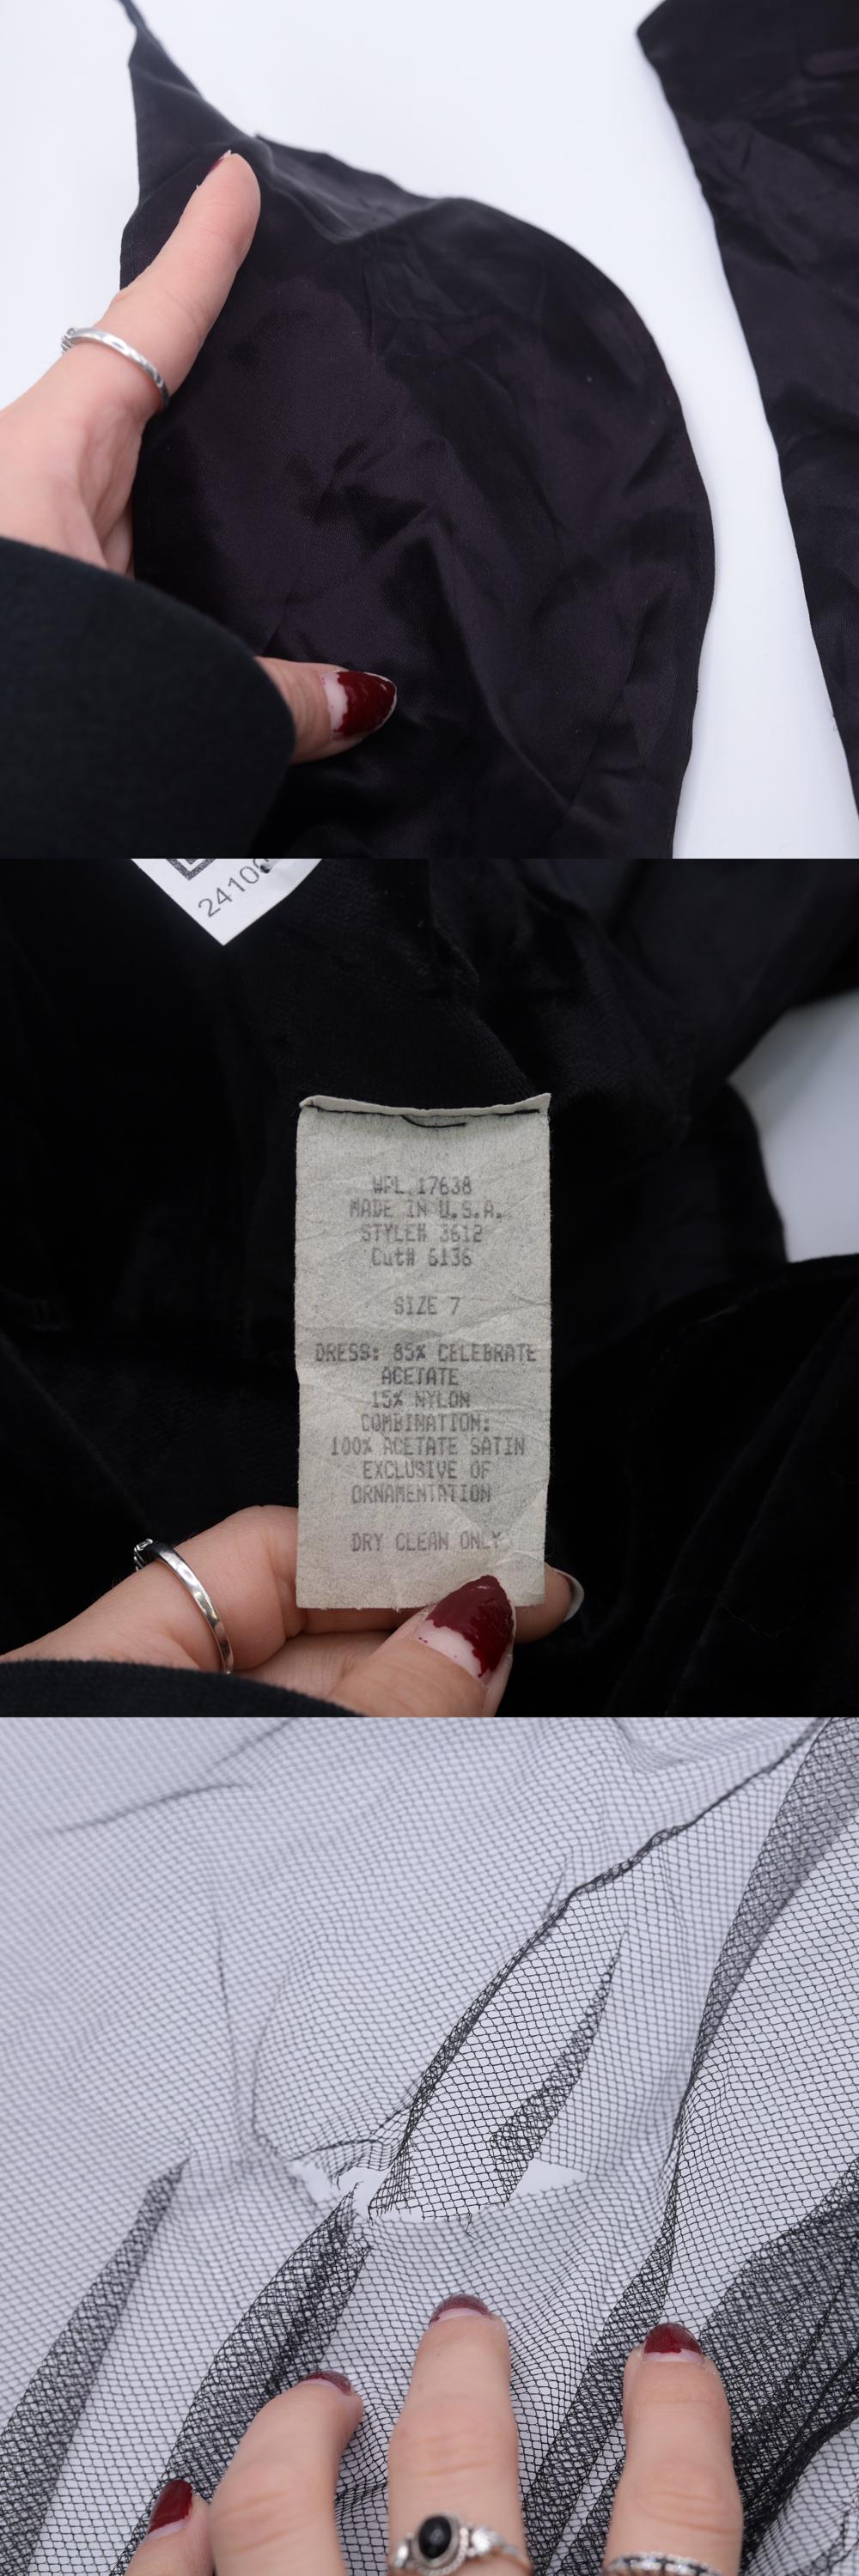 2410
WPL 17638
MADE IN U.S.A.
STYLE# 3612
Cut# 6136
SIZE 7
DRESS: 85% CELEBRATE
ACETATE
15% NYLON
COMBINATION:
100% ACETATE SATIN
EXCLUSIVE OF
ORNAMENTATION
DRY CLEAN ONLY